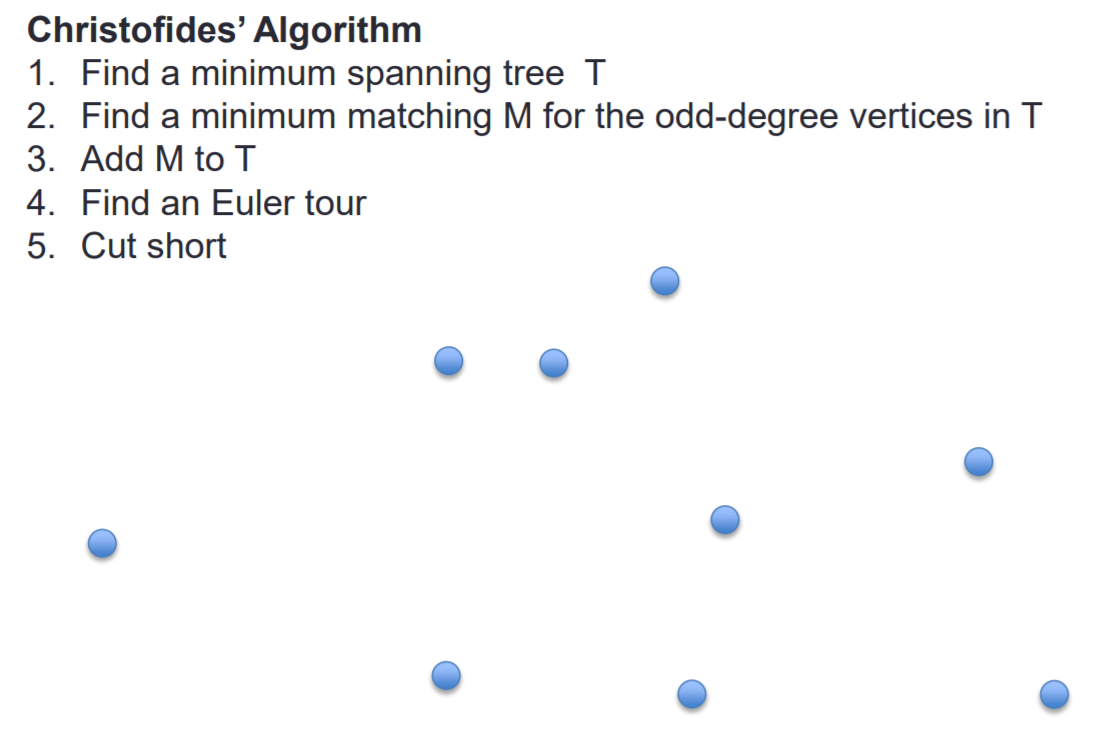 Christofides’ Algorithm
1. Find a minimum spanning tree T
2. Find a minimum matching M for the odd-degree vertices in T
3. Add M to T
4. Find an Euler tour
5. Cut short